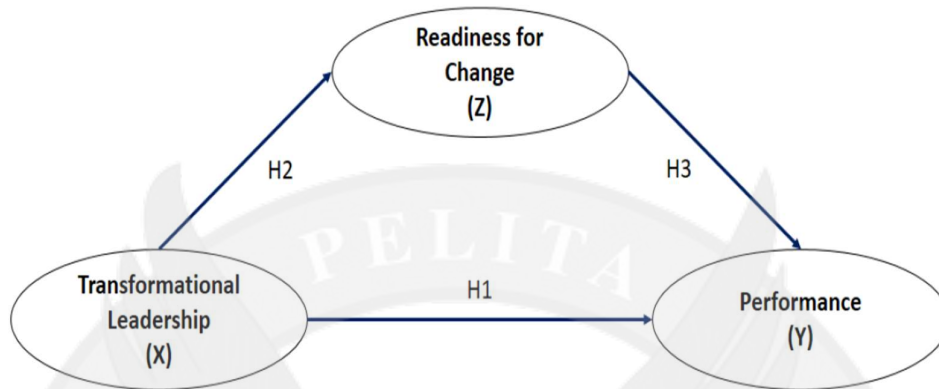 Readiness for
Change
(Z)
H2
H3
PELITA
Transformational
Leadership
(X)
H1
Performance
(Y)